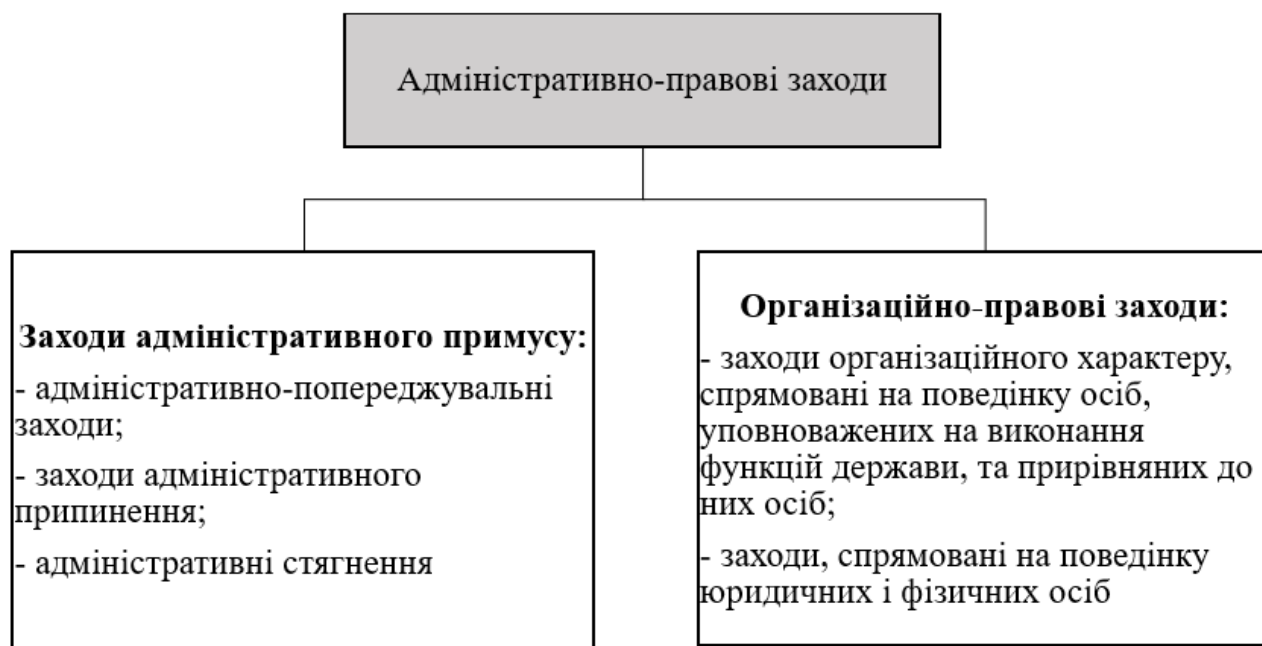 Адміністративно-правові заходи
Заходи адміністративного примусу:
- адміністративно-попереджувальні
заходи;
- заходи адміністративного
припинення;
- адміністративні стягнення
Організаційно-правові заходи:
- заходи організаційного характеру,
спрямовані на поведінку осіб,
уповноважених на виконання
функцій держави, та прирівняних до
них осіб;
- заходи, спрямовані на поведінку
юридичних і фізичних осіб